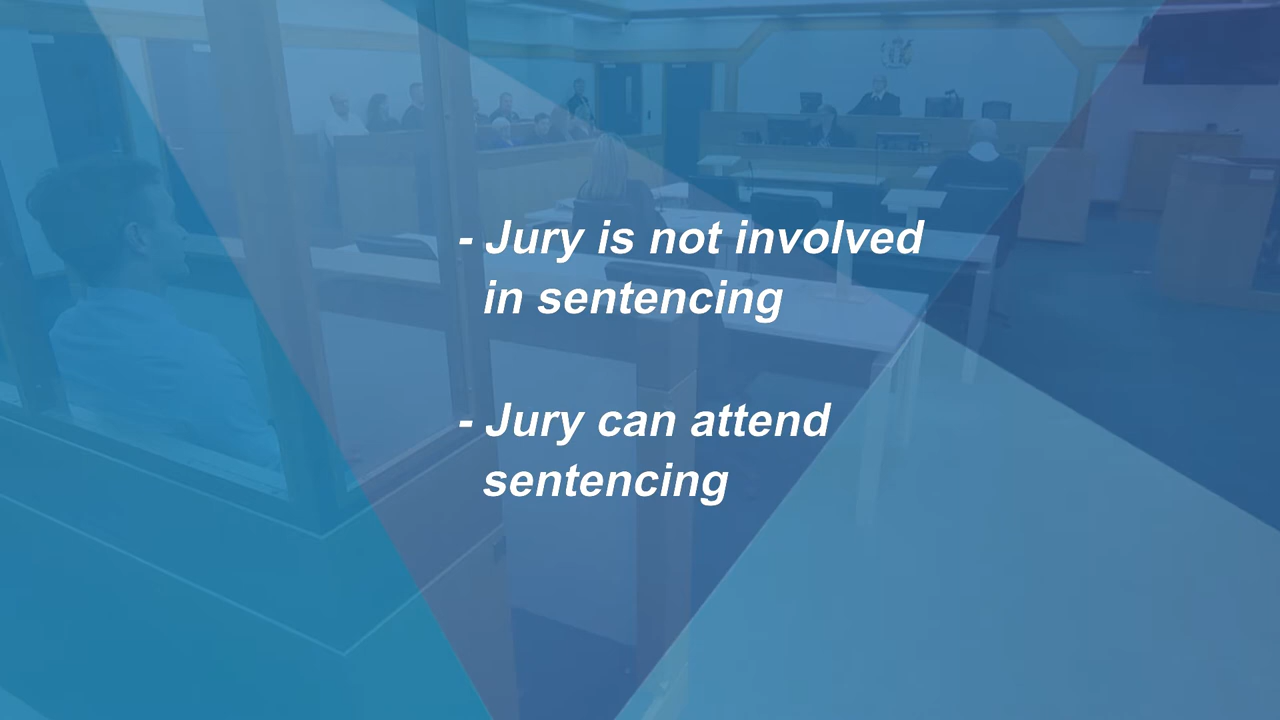 - Jury is not involved
in sentencing
- Jury can attend
sentencing